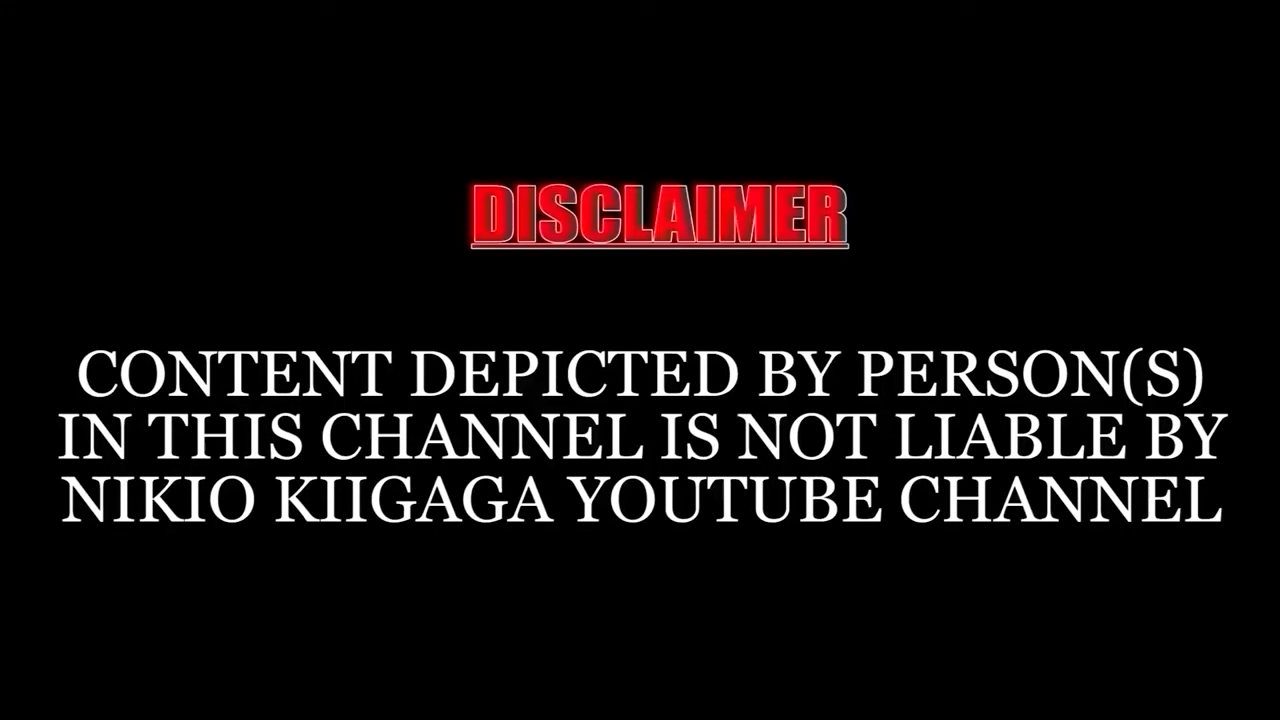 DISCLAIMER
CONTENT DEPICTED BY PERSON(S)
IN THIS CHANNEL IS NOT LIABLE BY
NIKIO KIIGAGA YOUTUBE CHANNEL